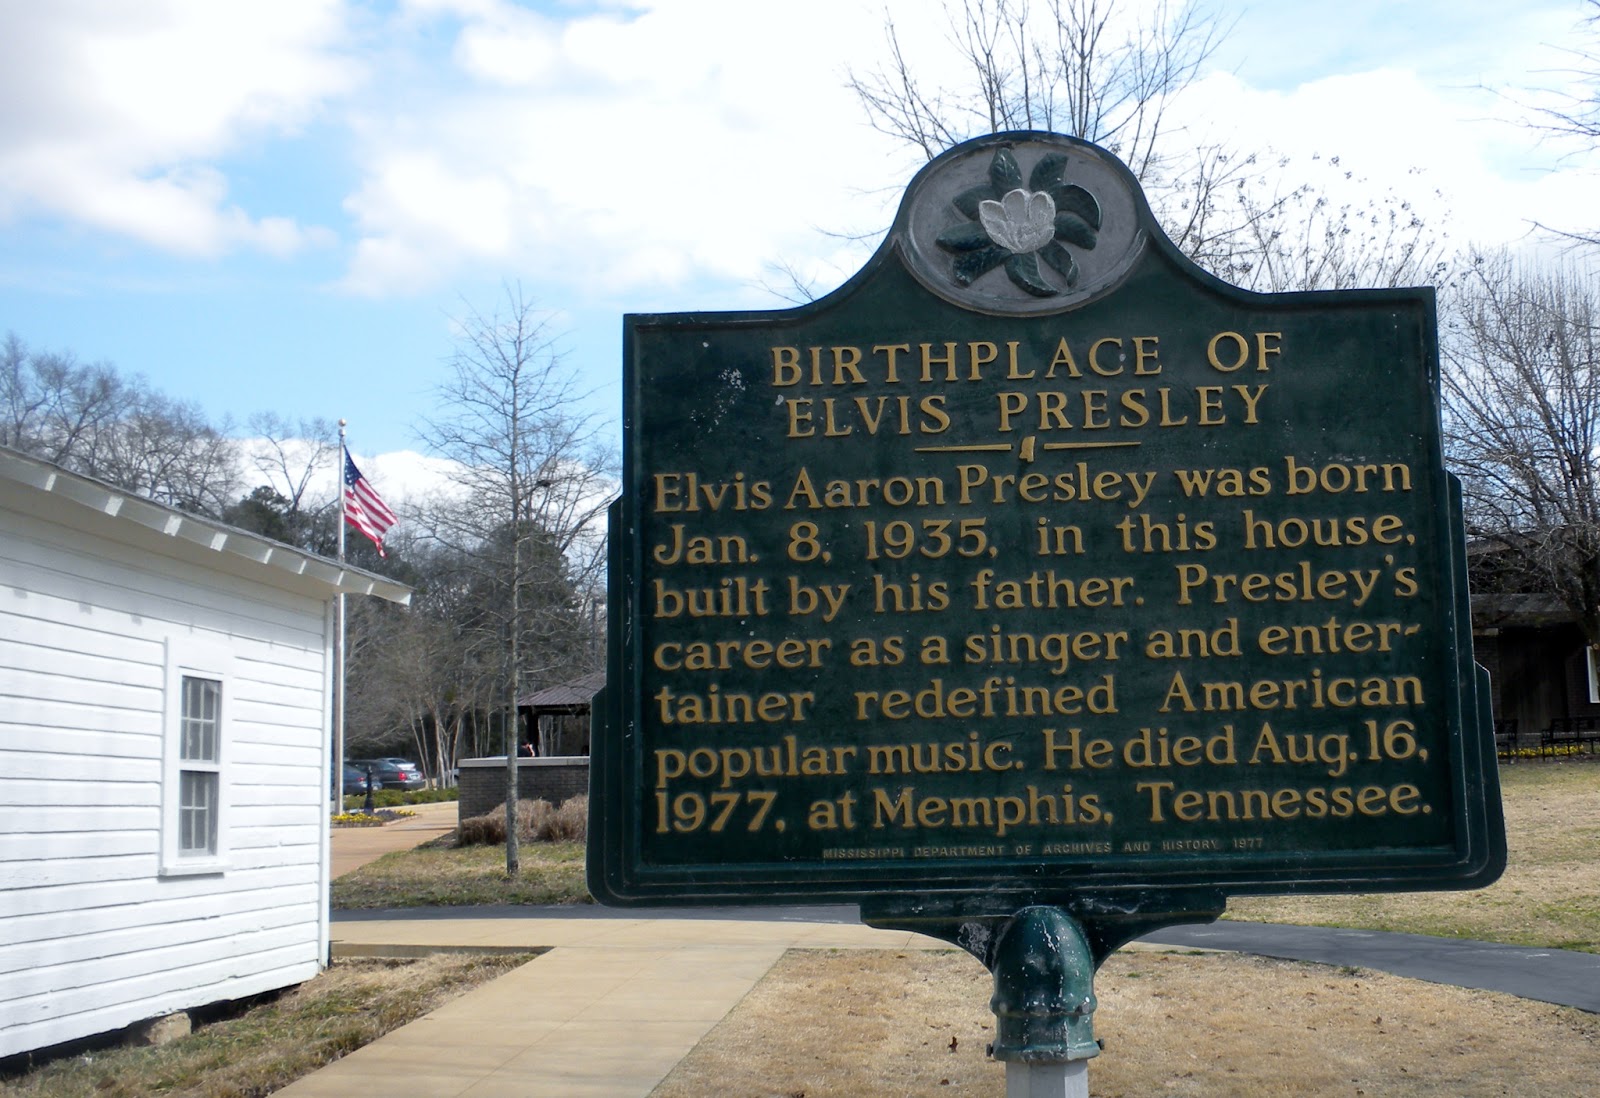 BIRTHPLACE OF
ELVIS PRESLEY
Elvis Aaron Presley was born
Jan. 8, 1935, in this house,
built by his father. Presley's
career as a singer and enter-
tainer redefined American
popular music. He died Aug. 16,
1977, at Memphis, Tennessee.
MISSISSIPPI DEPARTMENT OF ARCHIVES AND HISTORY 1977